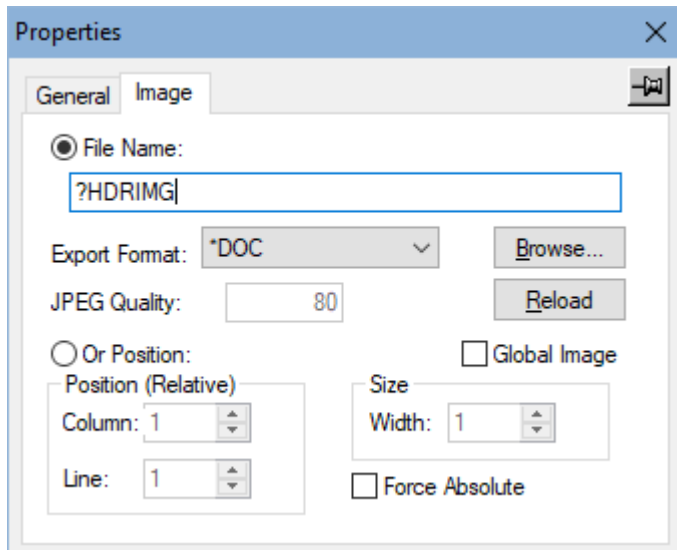 Properties
General Image
File Name:
?HDRIMG
Export Format: *DOC Browse...
JPEG Quality: 80 Reload
Or Position: Global Image
Position (Relative) Size
Column: 1 Width: 1
Line: 1 Force Absolute